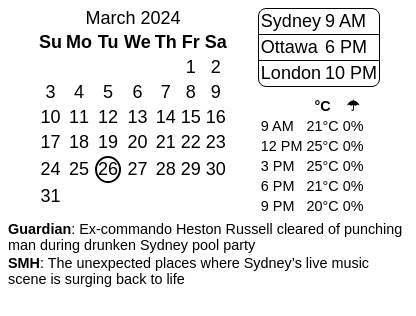 March 2024
Su Mo Tu We Th Fr Sa
1 2
3 4 5 6 7 8 9
10 11 12 13 14 15 16
17 18 19 20 21 22 23
24 25 26 27 28 29 30
31
Sydney 9 AM
Ottawa 6 PM
London 10 PM
°C ☂
9 AM 21°C 0%
12 PM 25°C 0%
3 PM 25°C 0%
6 PM 21°C 0%
9 PM 20°C 0%
Guardian: Ex-commando Heston Russell cleared of punching
man during drunken Sydney pool party
SMH: The unexpected places where Sydney's live music
scene is surging back to life